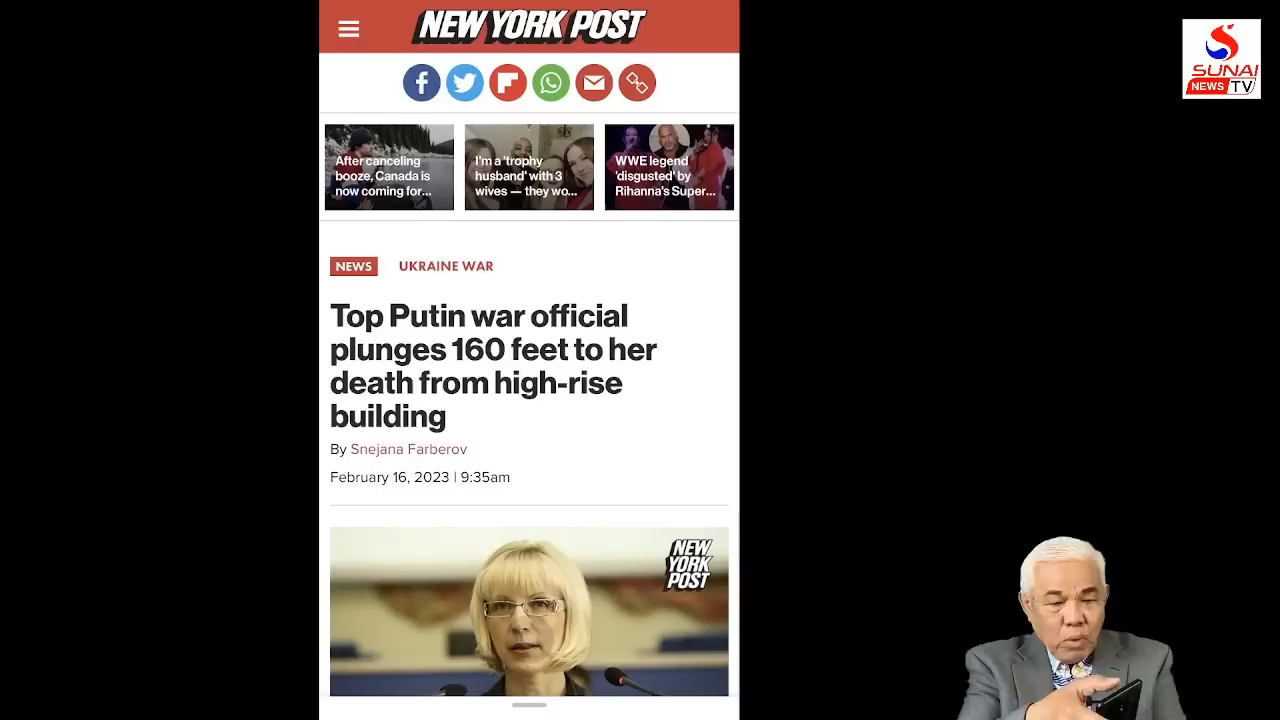 NEW YORK POST
SUNAI
NEWS TV
After canceling
booze, Canada is
now coming for...
I'm a 'trophy
husband' with 3
wives — they wo...
WWE legend
'disgusted' by
Rihanna's Super...
NEWS UKRAINE WAR
Top Putin war official
plunges 160 feet to her
death from high-rise
building
By Snejana Farberov
February 16, 2023 | 9:35am
NEW
YORK
POST